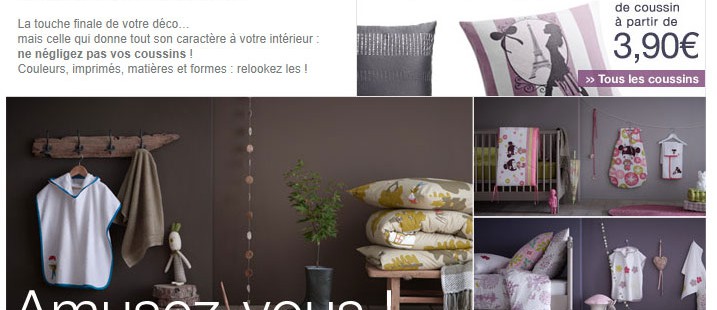 La touche finale de votre déco…
mais celle qui donne tout son caractère à votre intérieur :
ne négligez pas vos coussins !
Couleurs, imprimés, matières et formes : relookez les !
de coussin
à partir de
3,90€
>> Tous les coussins
Amusez-vous !